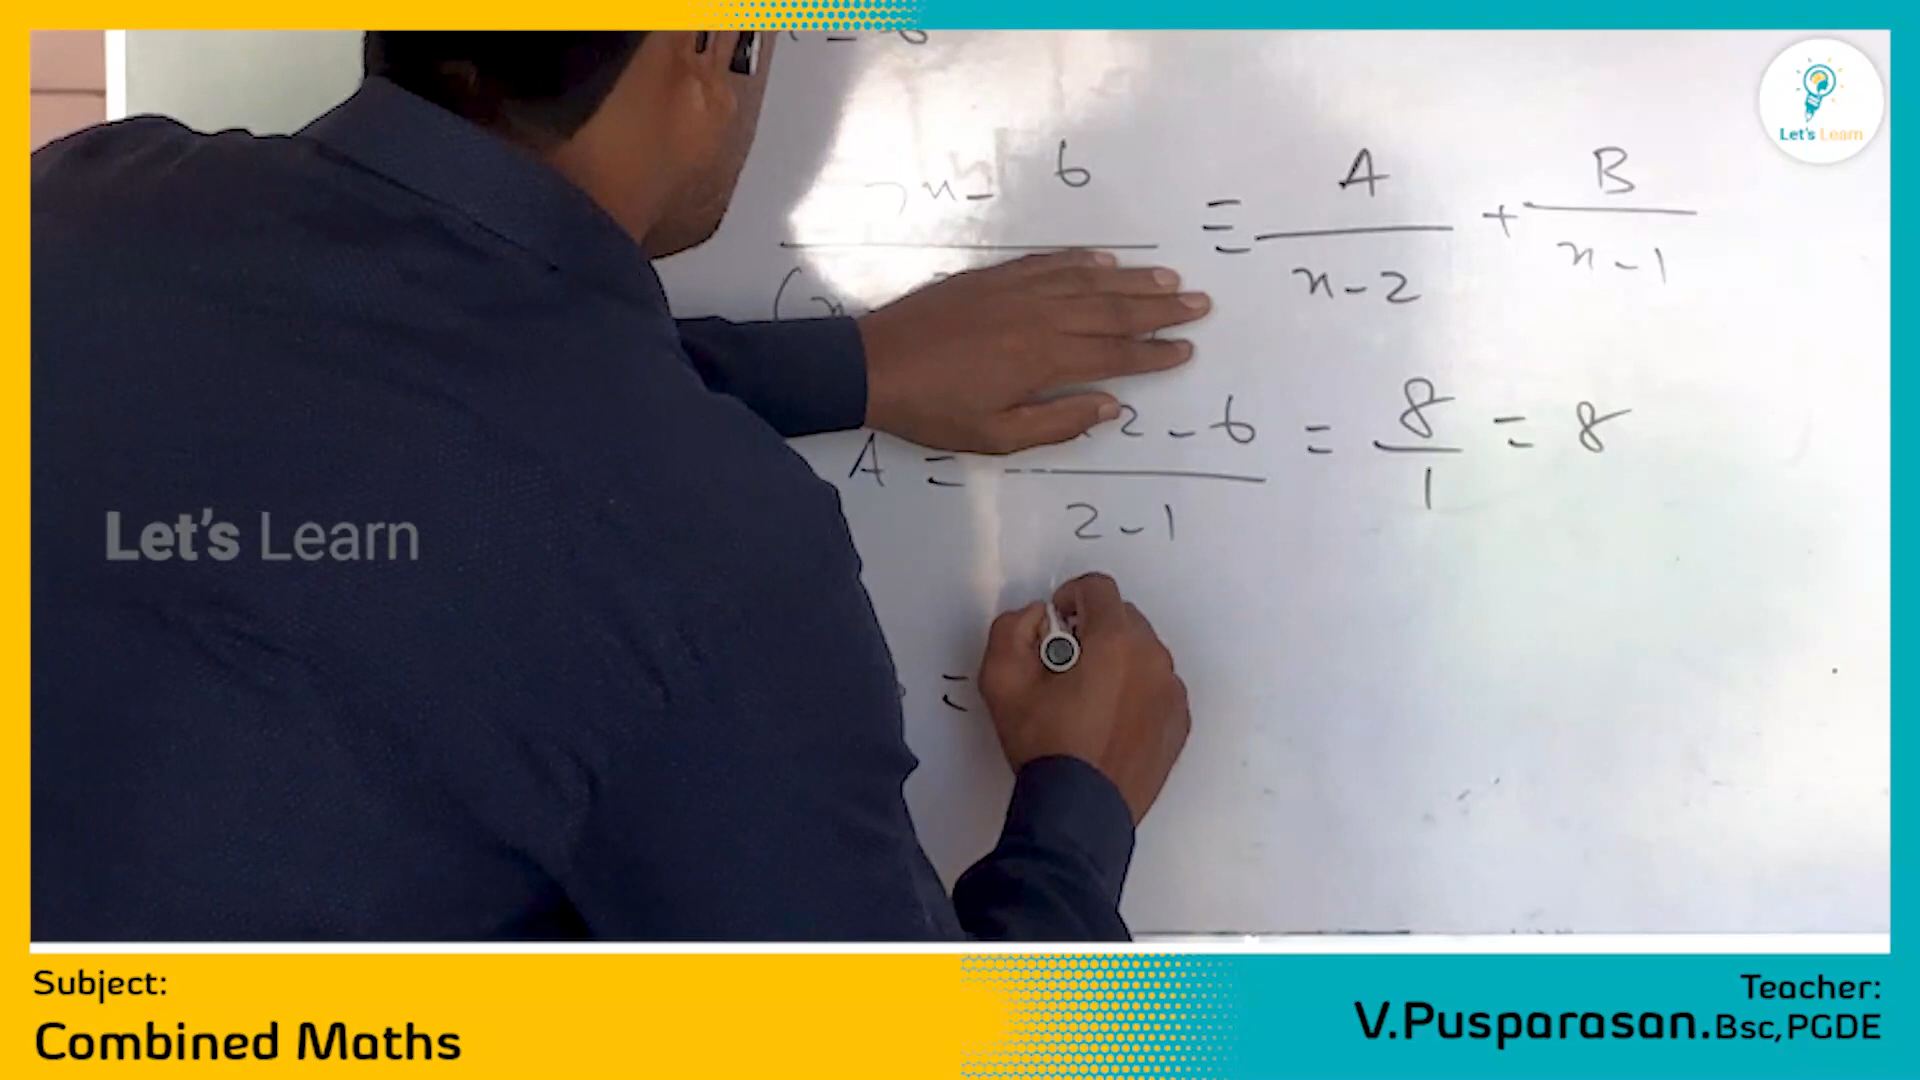 7x - 6 ≡ A + B
(x x-2 x-1
A = 2-6 = 8 = 8
2-1 1
=
Let's Learn
Let's Learn
Subject:
Combined Maths
Teacher:
V.Pusparasan.Bsc,PGDE